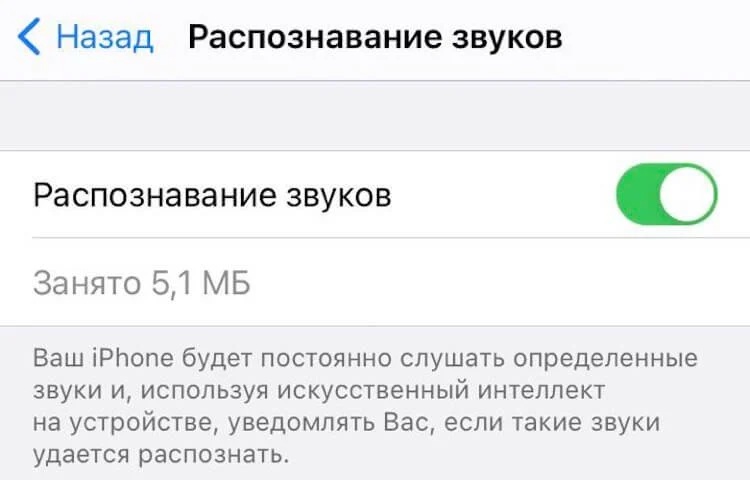 Назад Распознавание звуков
Распознавание звуков
Занято 5,1 МБ
Ваш iPhone будет постоянно слушать определенные
звуки и, используя искусственный интеллект
на устройстве, уведомлять Вас, если такие звуки
удается распознать.